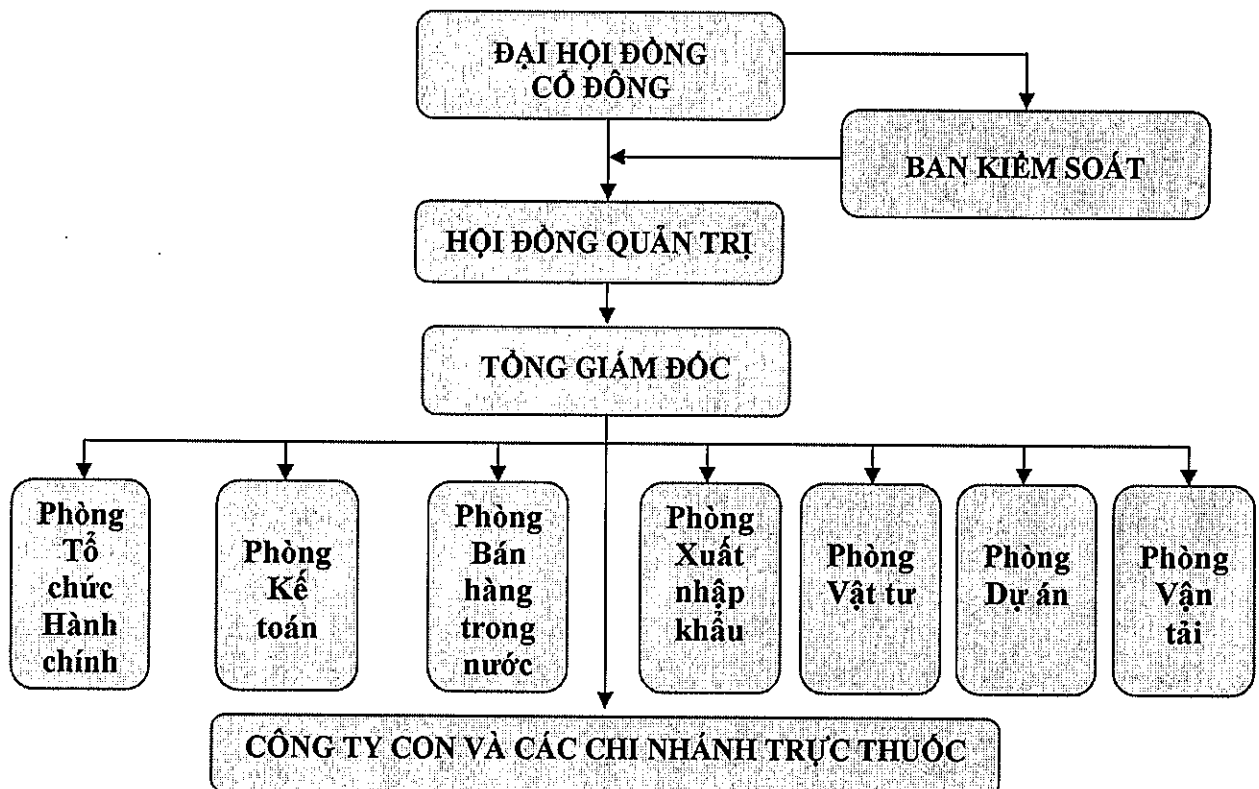 ĐẠI HỘI ĐỒNG
CỔ ĐÔNG
BAN KIỂM SOÁT
HỘI ĐỒNG QUẢN TRỊ
TỔNG GIÁM ĐỐC
Phòng
Tổ
chức
Hành
chính
Phòng
Kế
toán
Phòng
Bán
hàng
trong
nước
Phòng
Xuất
nhập
khẩu
Phòng
Vật tư
Phòng
Dự án
Phòng
Vận
tải
CÔNG TY CON VÀ CÁC CHI NHÁNH TRỰC THUỘC